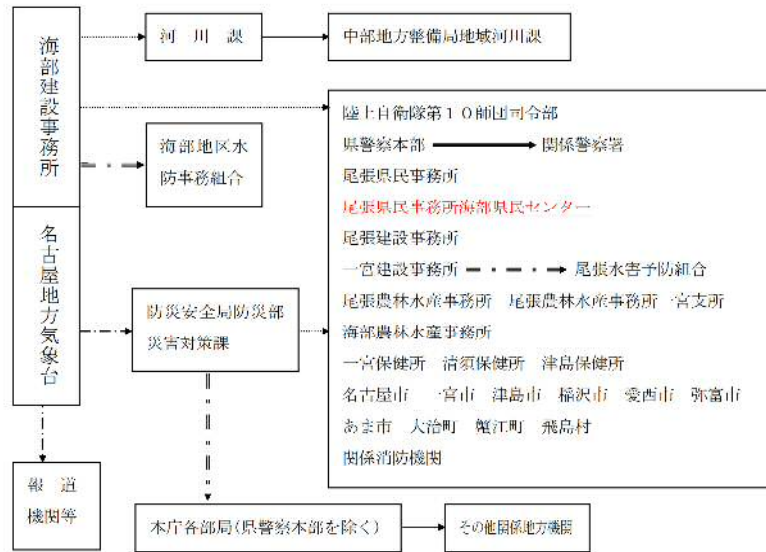 海部建設事務所
名古屋地方気象台
河　川　課
中部地方整備局地域河川課
海部地区水
防事務組合
防災安全局防災部
災害対策課
陸上自衛隊第１０師団司令部
県警察本部　関係警察署
尾張県民事務所
尾張県民事務所海部県民センター
尾張建設事務所
一宮建設事務所　尾張水害予防組合
尾張農林水産事務所　尾張農林水産事務所一宮支所
海部農林水産事務所
一宮保健所　清須保健所　津島保健所
名古屋市　一宮市　津島市　稲沢市　愛西市　弥富市
あま市　大治町　蟹江町　飛島村
関係消防機関
報　道
機関等
本庁各部局(県警察本部を除く)
その他関係地方機関